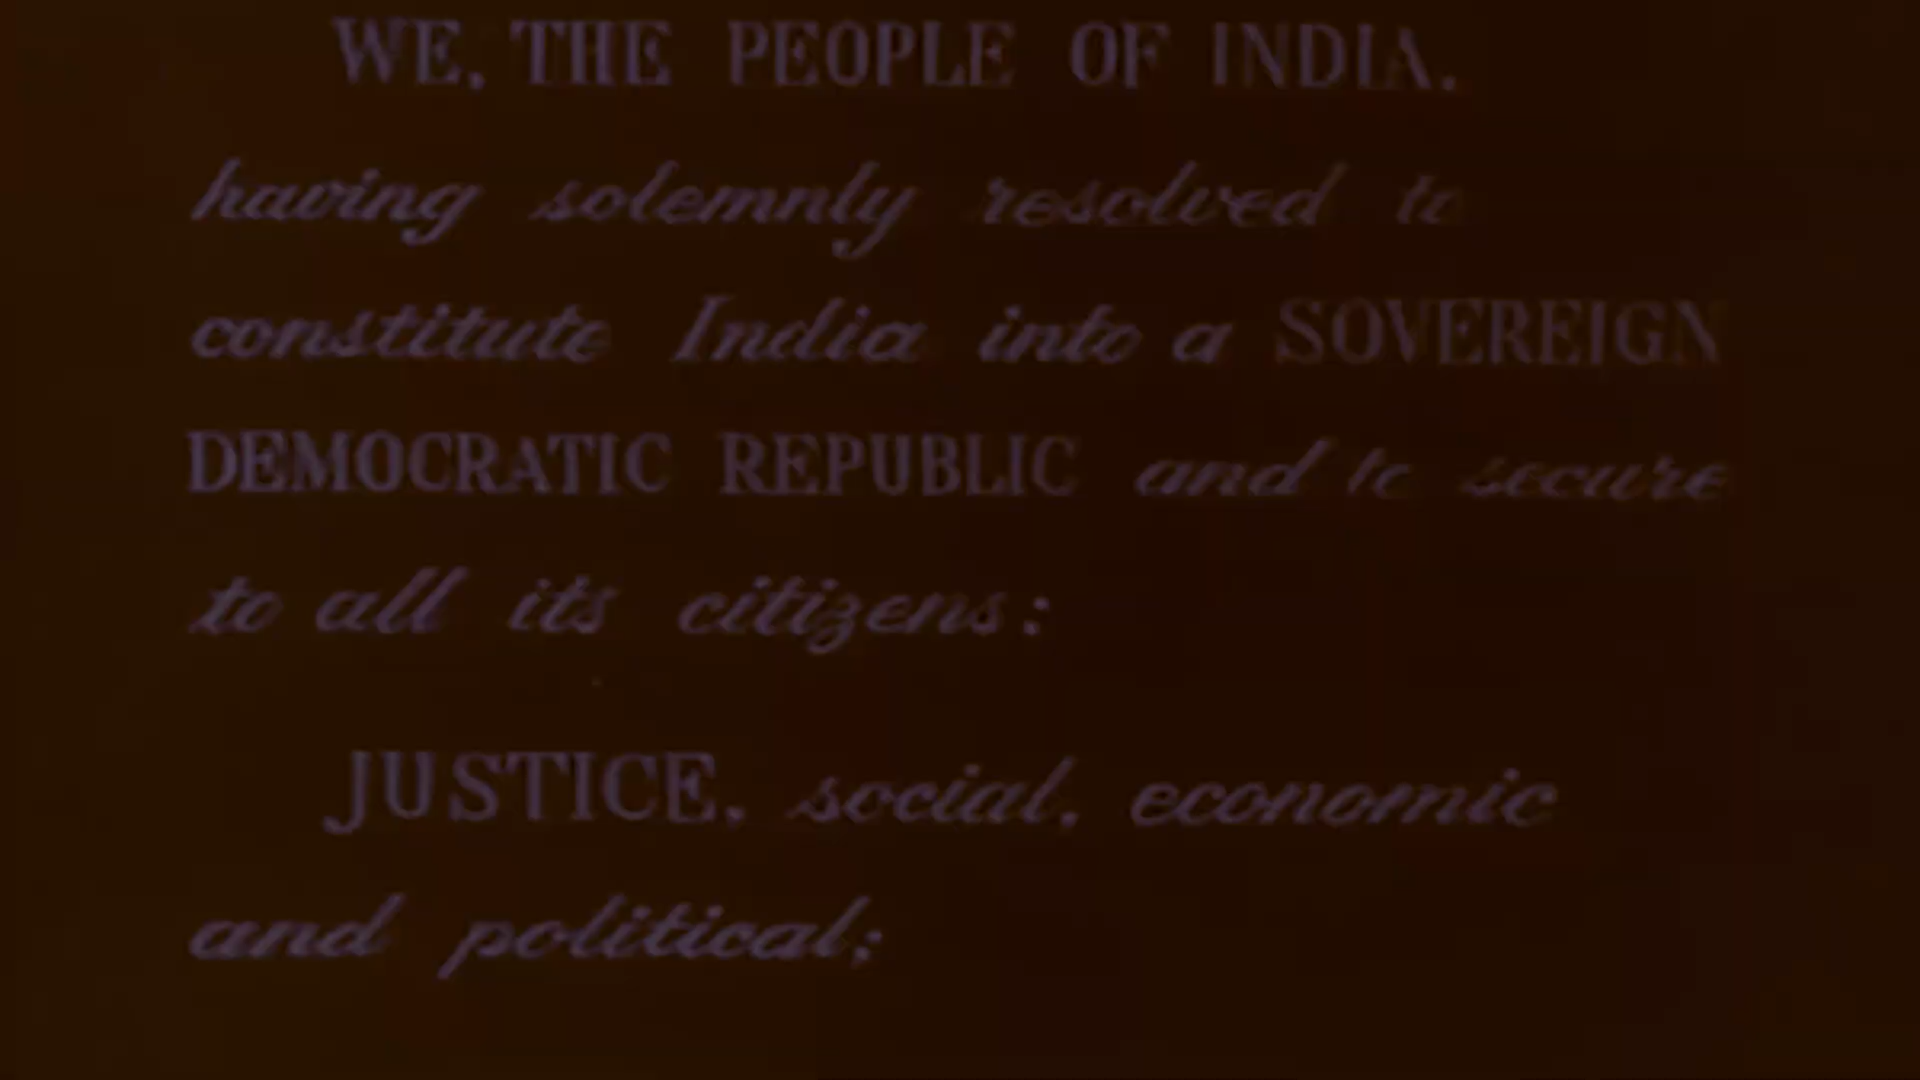 WE, THE PEOPLE OF INDIA,
having solemnly resolved to
constitute India into a SOVEREIGN
DEMOCRATIC REPUBLIC and to secure
to all its citizens:
JUSTICE, social, economic
and political;